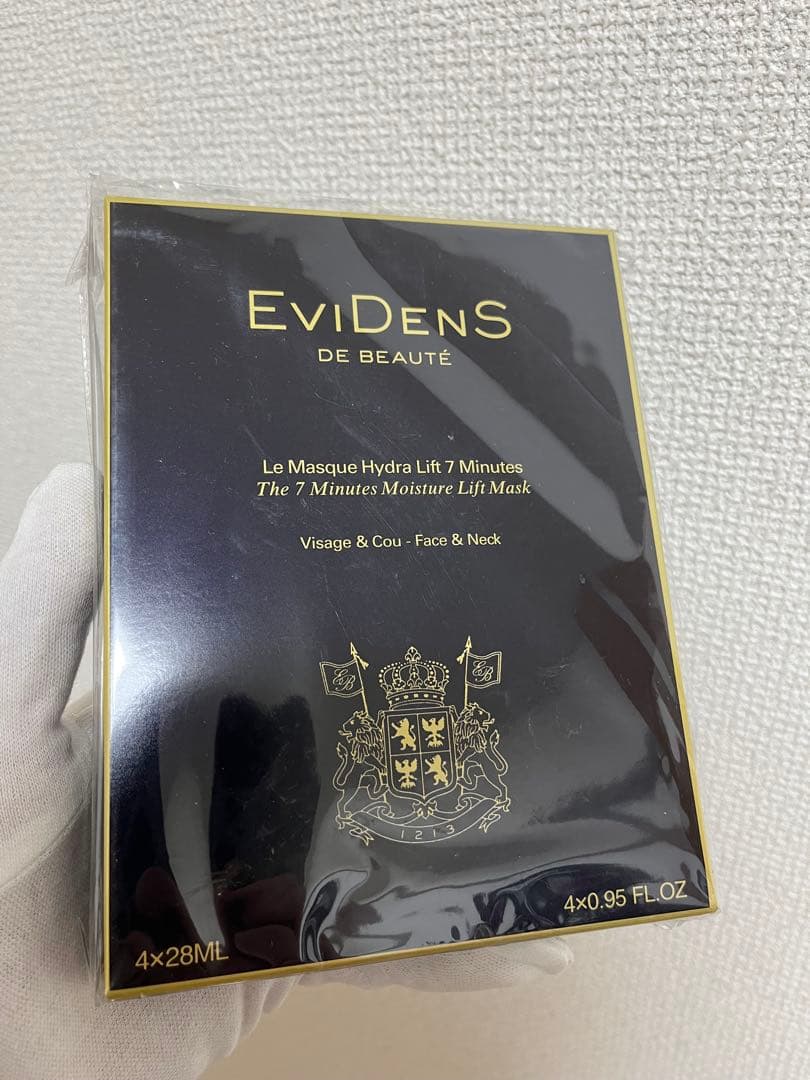 EviDenS
DE BEAUTÉ
Le Masque Hydra Lift 7 Minutes
The 7 Minutes Moisture Lift Mask
Visage & Cou - Face & Neck
EB
EB
1213
4×28ML
4×0.95 FL.OZ